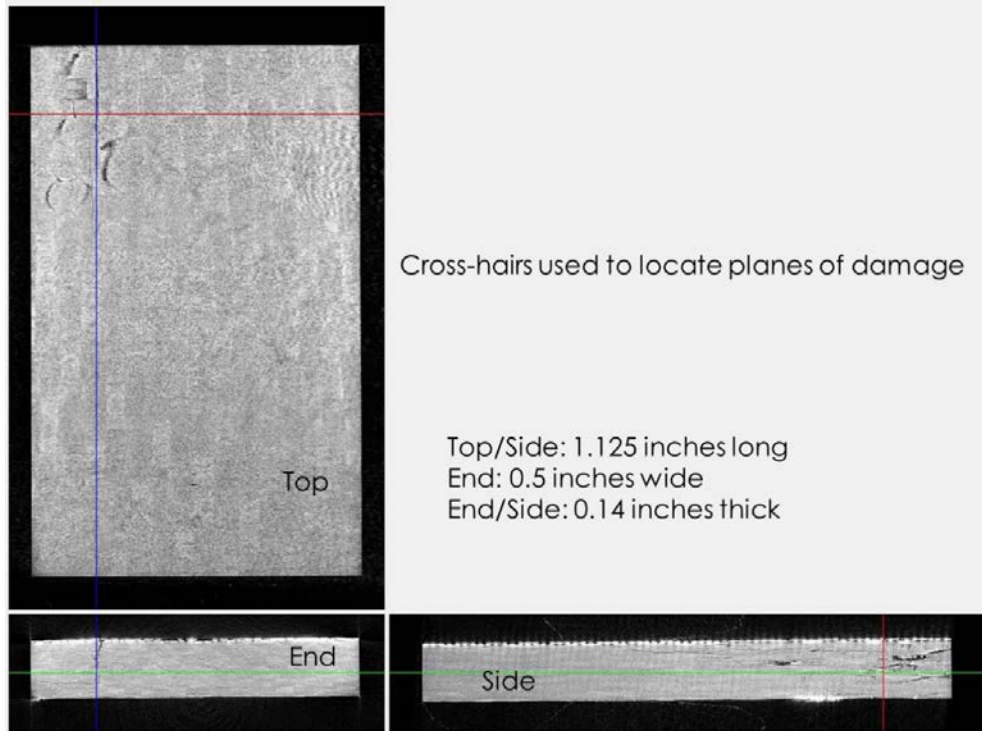 Cross-hairs used to locate planes of damage
Top/Side: 1.125 inches long
End: 0.5 inches wide
End/Side: 0.14 inches thick
Top
End
Side